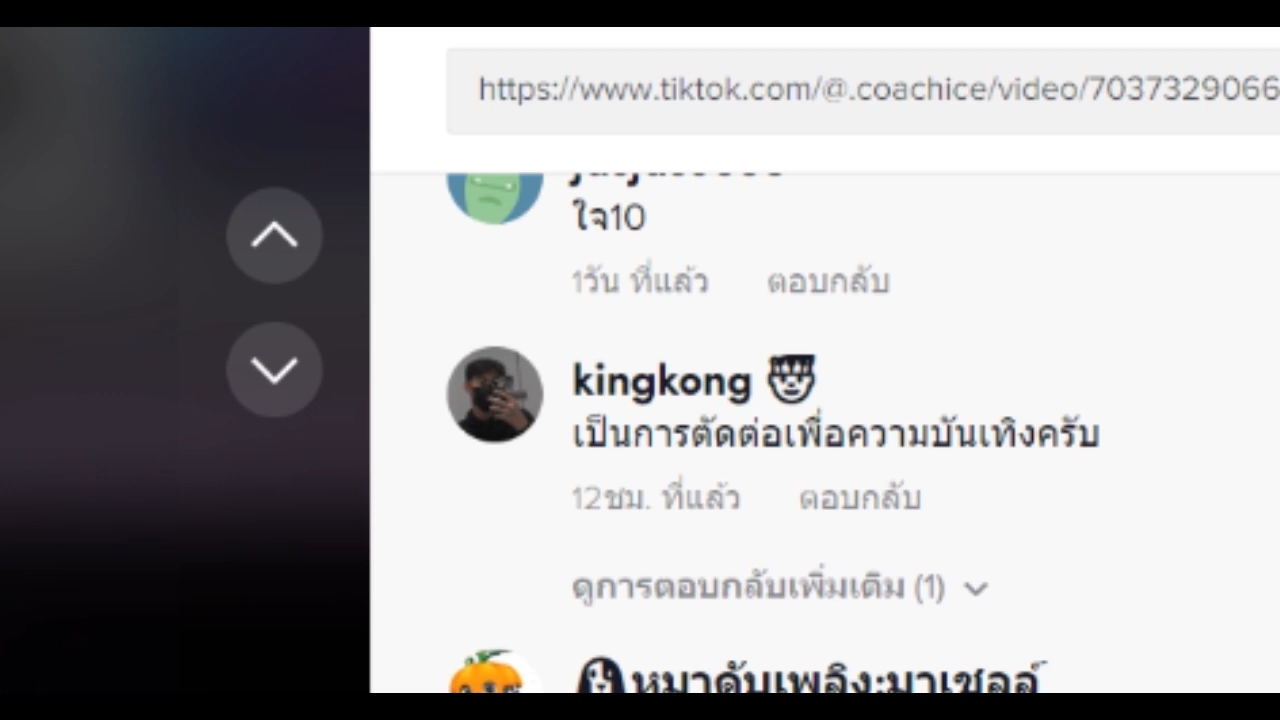 https://www.tiktok.com/@.coachice/video/7037329066
ใจ10
1วัน ที่แล้ว ตอบกลับ
kingkong
เป็นการตัดต่อเพื่อความบันเทิงครับ
12ชม. ที่แล้ว ตอบกลับ
ดูการตอบกลับเพิ่มเติม (1)
หมาดับเพลิง:มาเชลล์